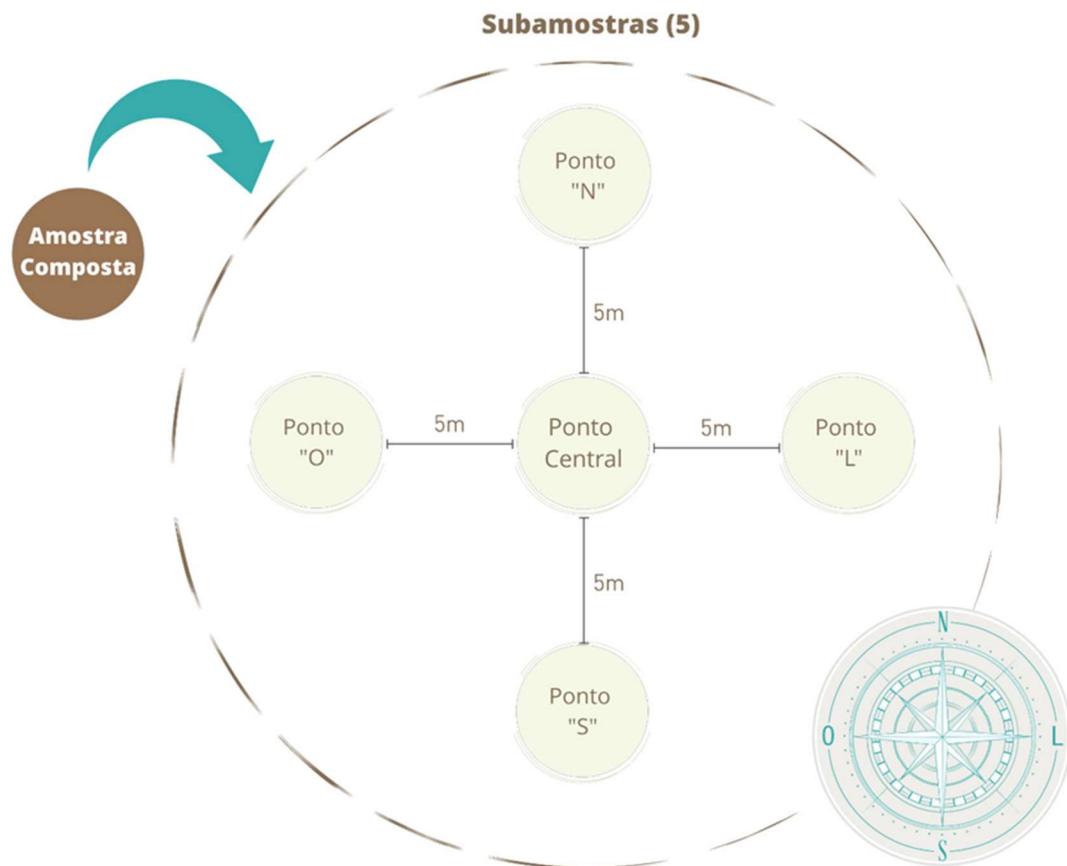 Subamostras (5)
Amostra
Composta
Ponto
"N"
5m
Ponto
"O"
5m
Ponto
Central
5m
Ponto
"L"
5m
Ponto
"S"
N
O
L
S